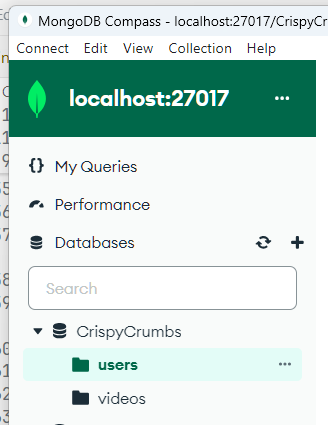 MongoDB Compass - localhost:27017/CrispyCr
Connect Edit View Collection Help
localhost:27017
My Queries
Performance
Databases
Search
CrispyCrumbs
users
videos